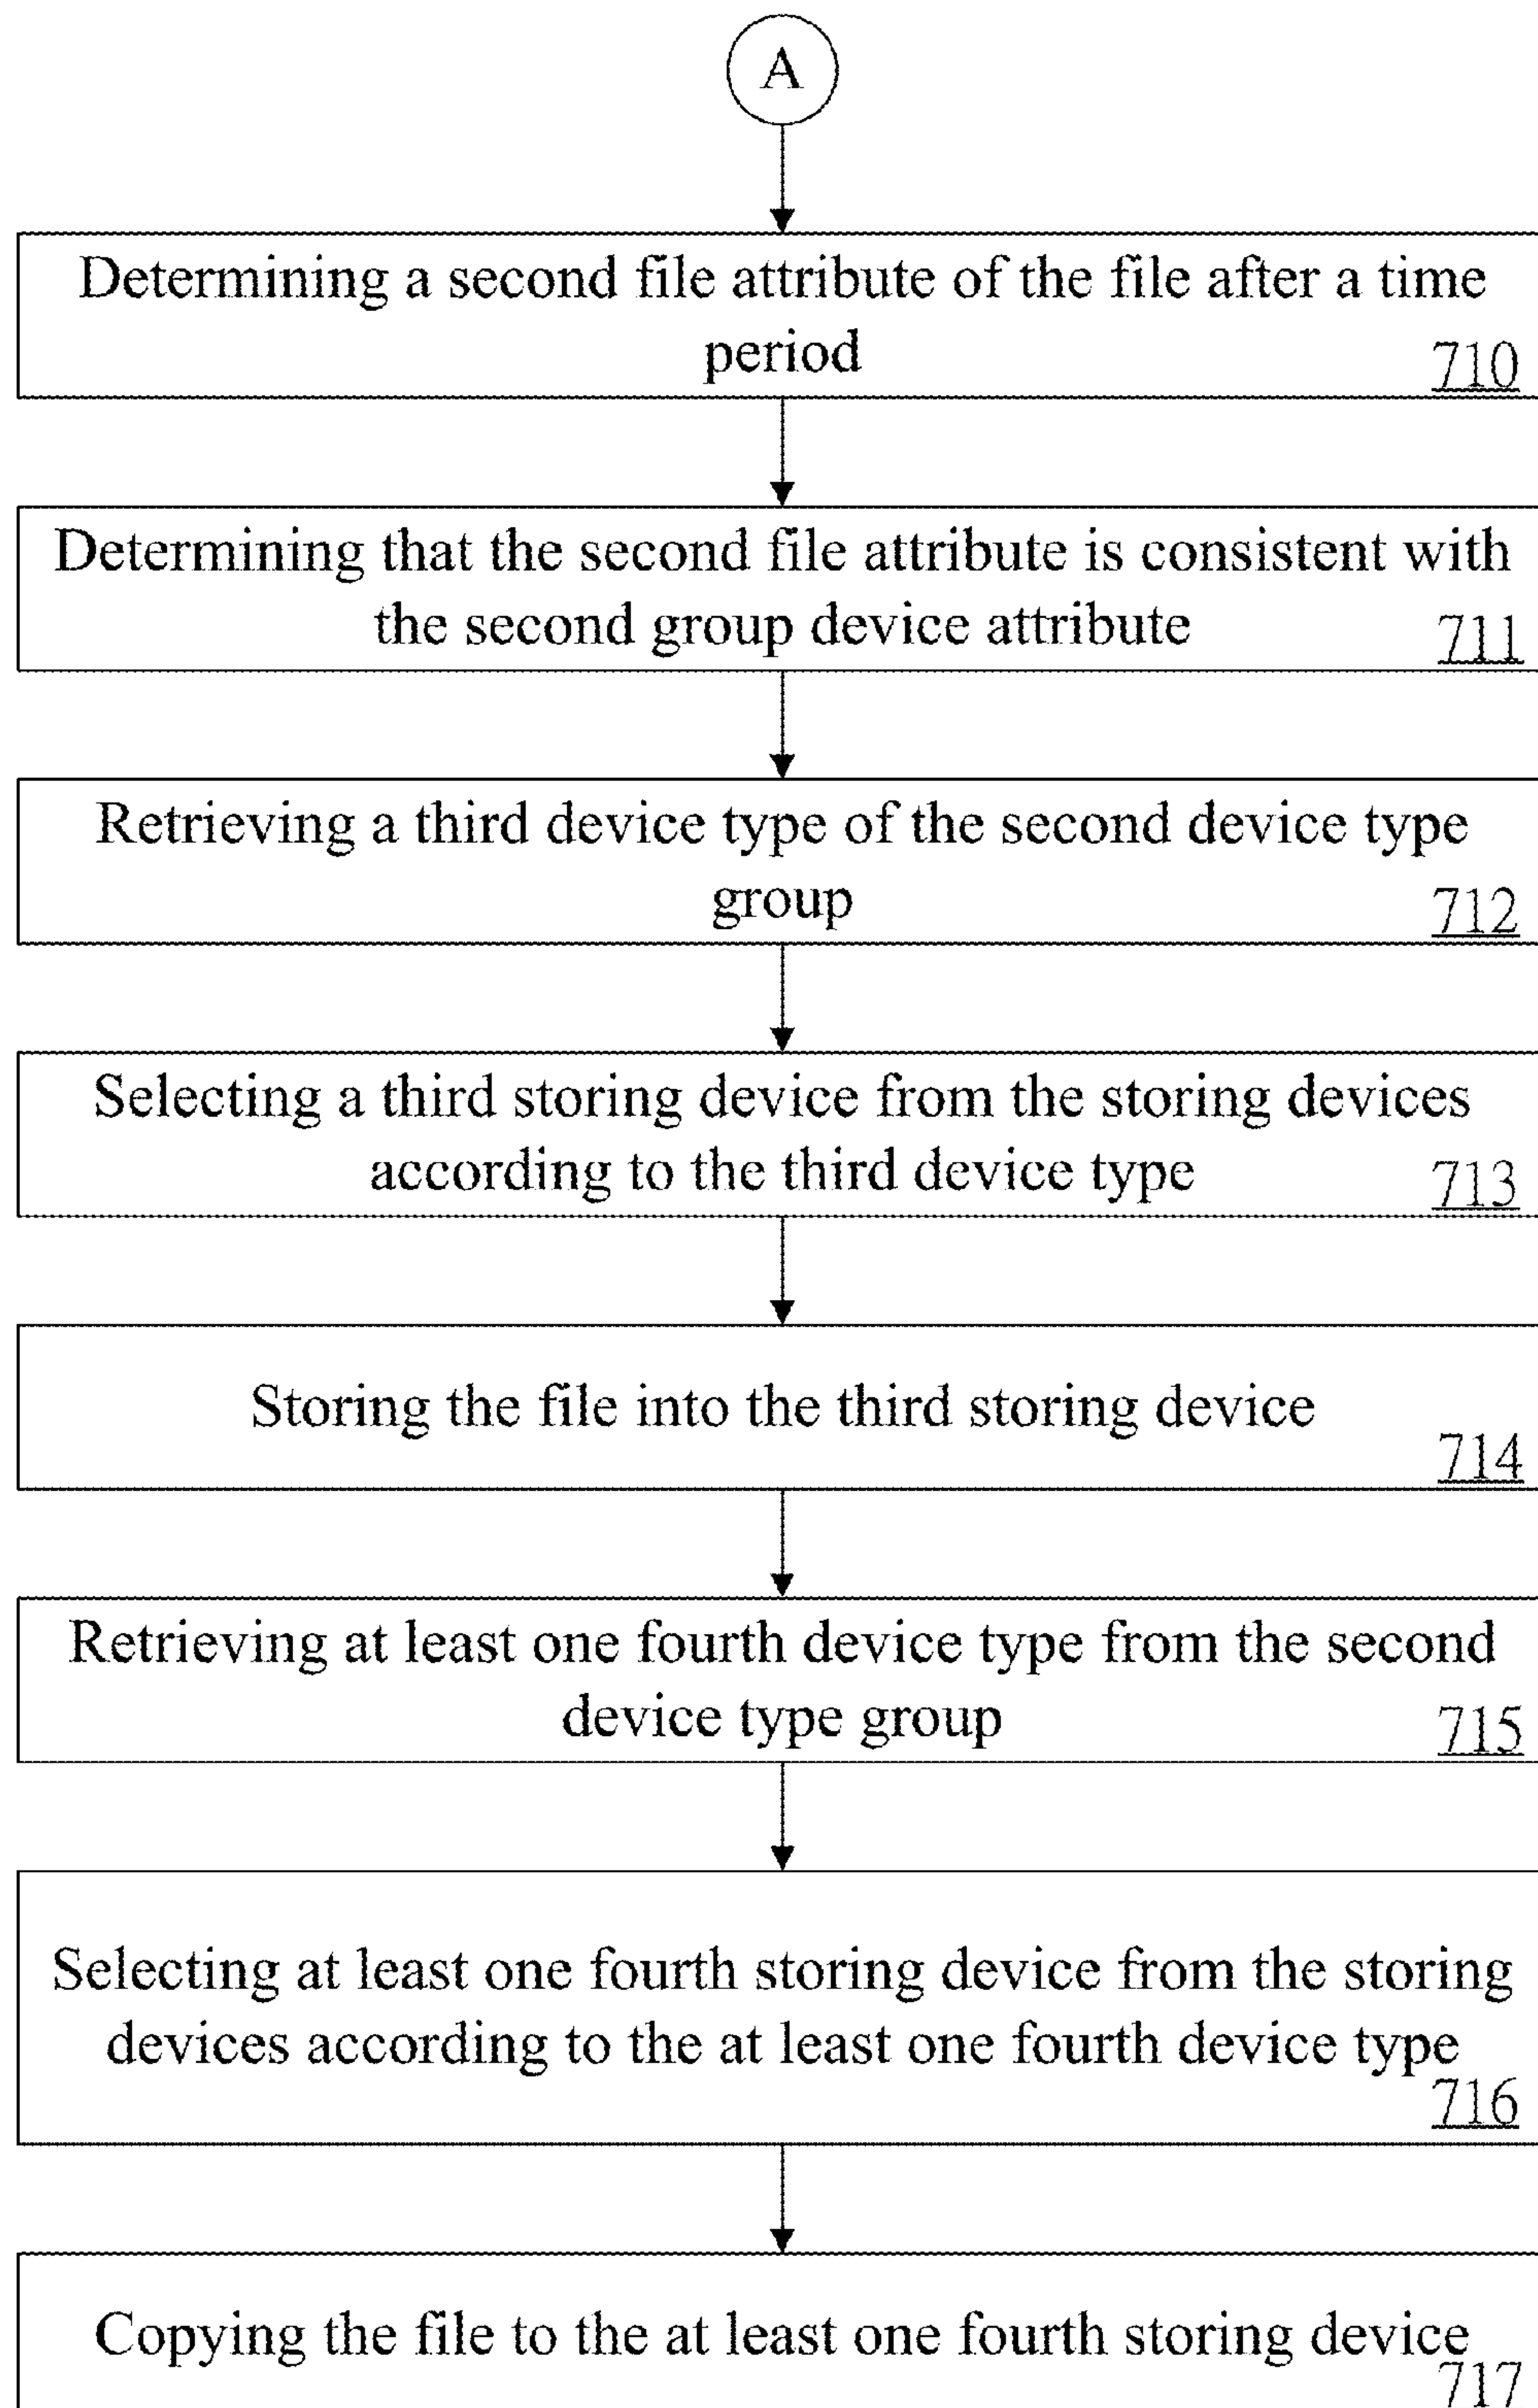 A
Determining a second file attribute of the file after a time
period
710
Determining that the second file attribute is consistent with
the second group device attribute
711
Retrieving a third device type of the second device type
group
712
Selecting a third storing device from the storing devices
according to the third device type
713
Storing the file into the third storing device
714
Retrieving at least one fourth device type from the second
device type group
715
Selecting at least one fourth storing device from the storing
devices according to the at least one fourth device type
716
Copying the file to the at least one fourth storing device
717